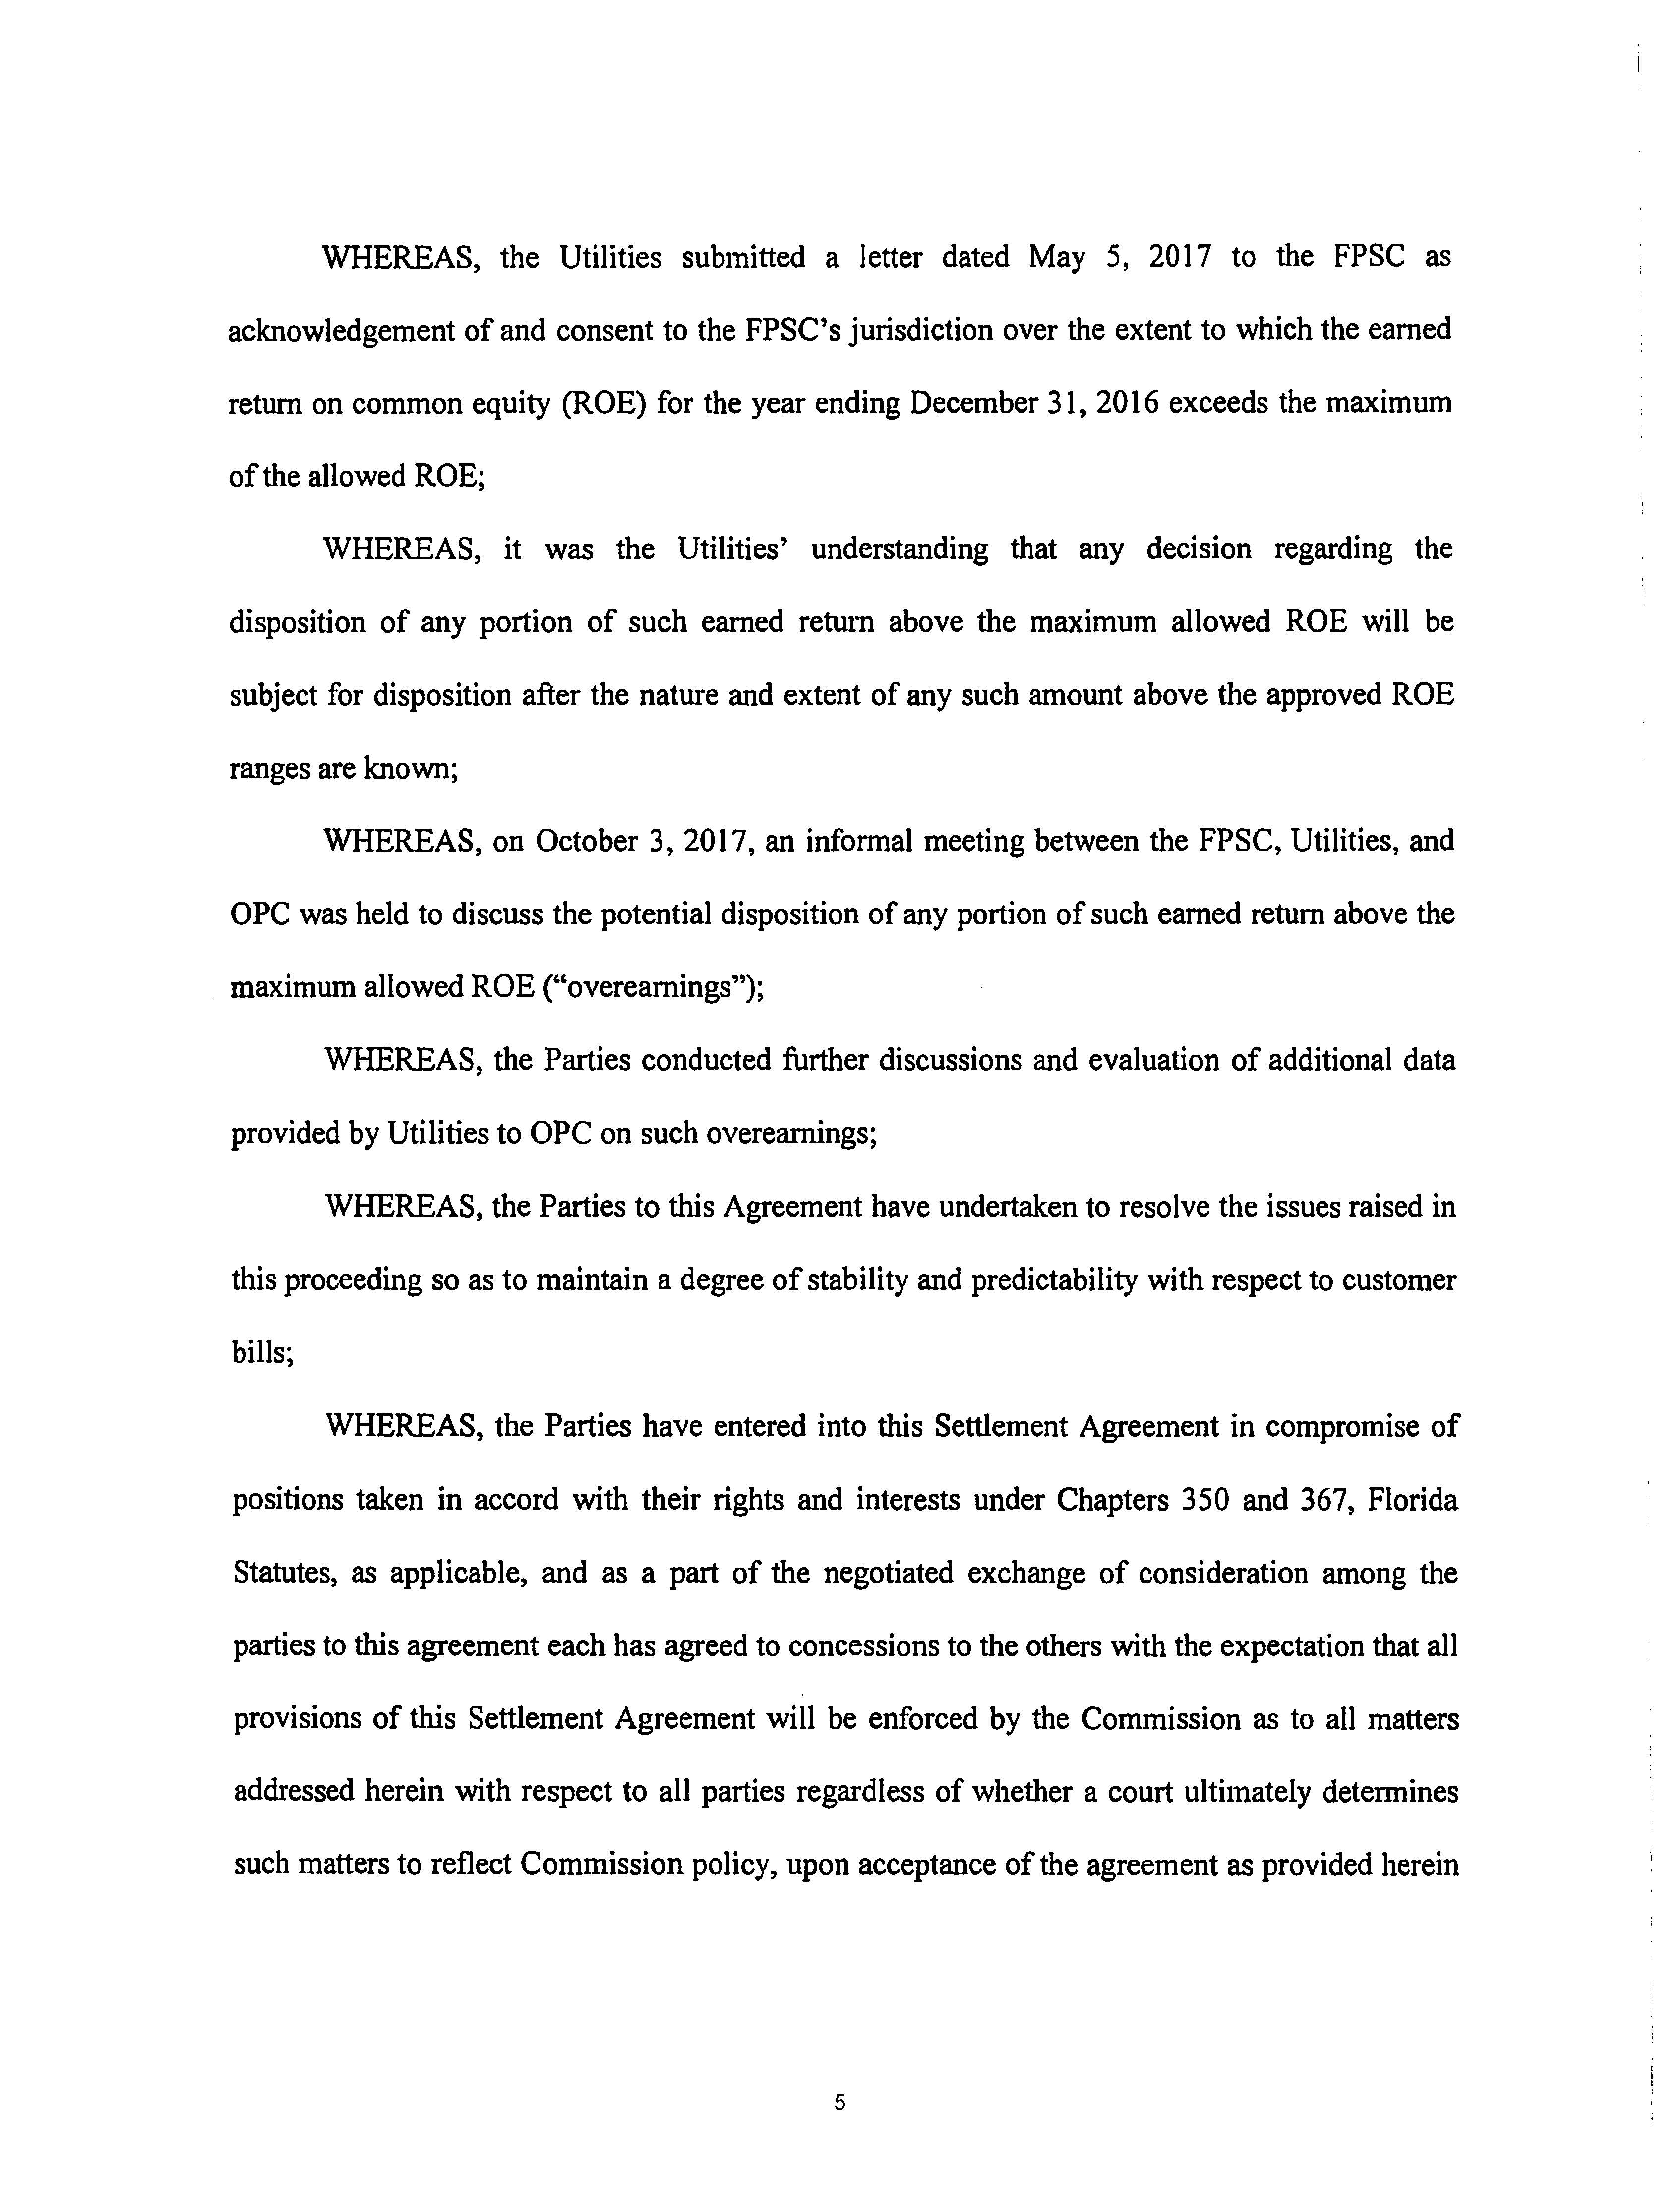 WHEREAS, the Utilities submitted a letter dated May 5, 2017 to the FPSC as
acknowledgement of and consent to the FPSC's jurisdiction over the extent to which the earned
return on common equity (ROE) for the year ending December 31, 2016 exceeds the maximum
of the allowed ROE;
WHEREAS, it was the Utilities' understanding that any decision regarding the
disposition of any portion of such earned return above the maximum allowed ROE will be
subject for disposition after the nature and extent of any such amount above the approved ROE
ranges are known;
WHEREAS, on October 3, 2017, an informal meeting between the FPSC, Utilities, and
OPC was held to discuss the potential disposition of any portion of such earned return above the
maximum allowed ROE (“overearnings”);
WHEREAS, the Parties conducted further discussions and evaluation of additional data
provided by Utilities to OPC on such overearnings;
WHEREAS, the Parties to this Agreement have undertaken to resolve the issues raised in
this proceeding so as to maintain a degree of stability and predictability with respect to customer
bills;
WHEREAS, the Parties have entered into this Settlement Agreement in compromise of
positions taken in accord with their rights and interests under Chapters 350 and 367, Florida
Statutes, as applicable, and as a part of the negotiated exchange of consideration among the
parties to this agreement each has agreed to concessions to the others with the expectation that all
provisions of this Settlement Agreement will be enforced by the Commission as to all matters
addressed herein with respect to all parties regardless of whether a court ultimately determines
such matters to reflect Commission policy, upon acceptance of the agreement as provided herein
5